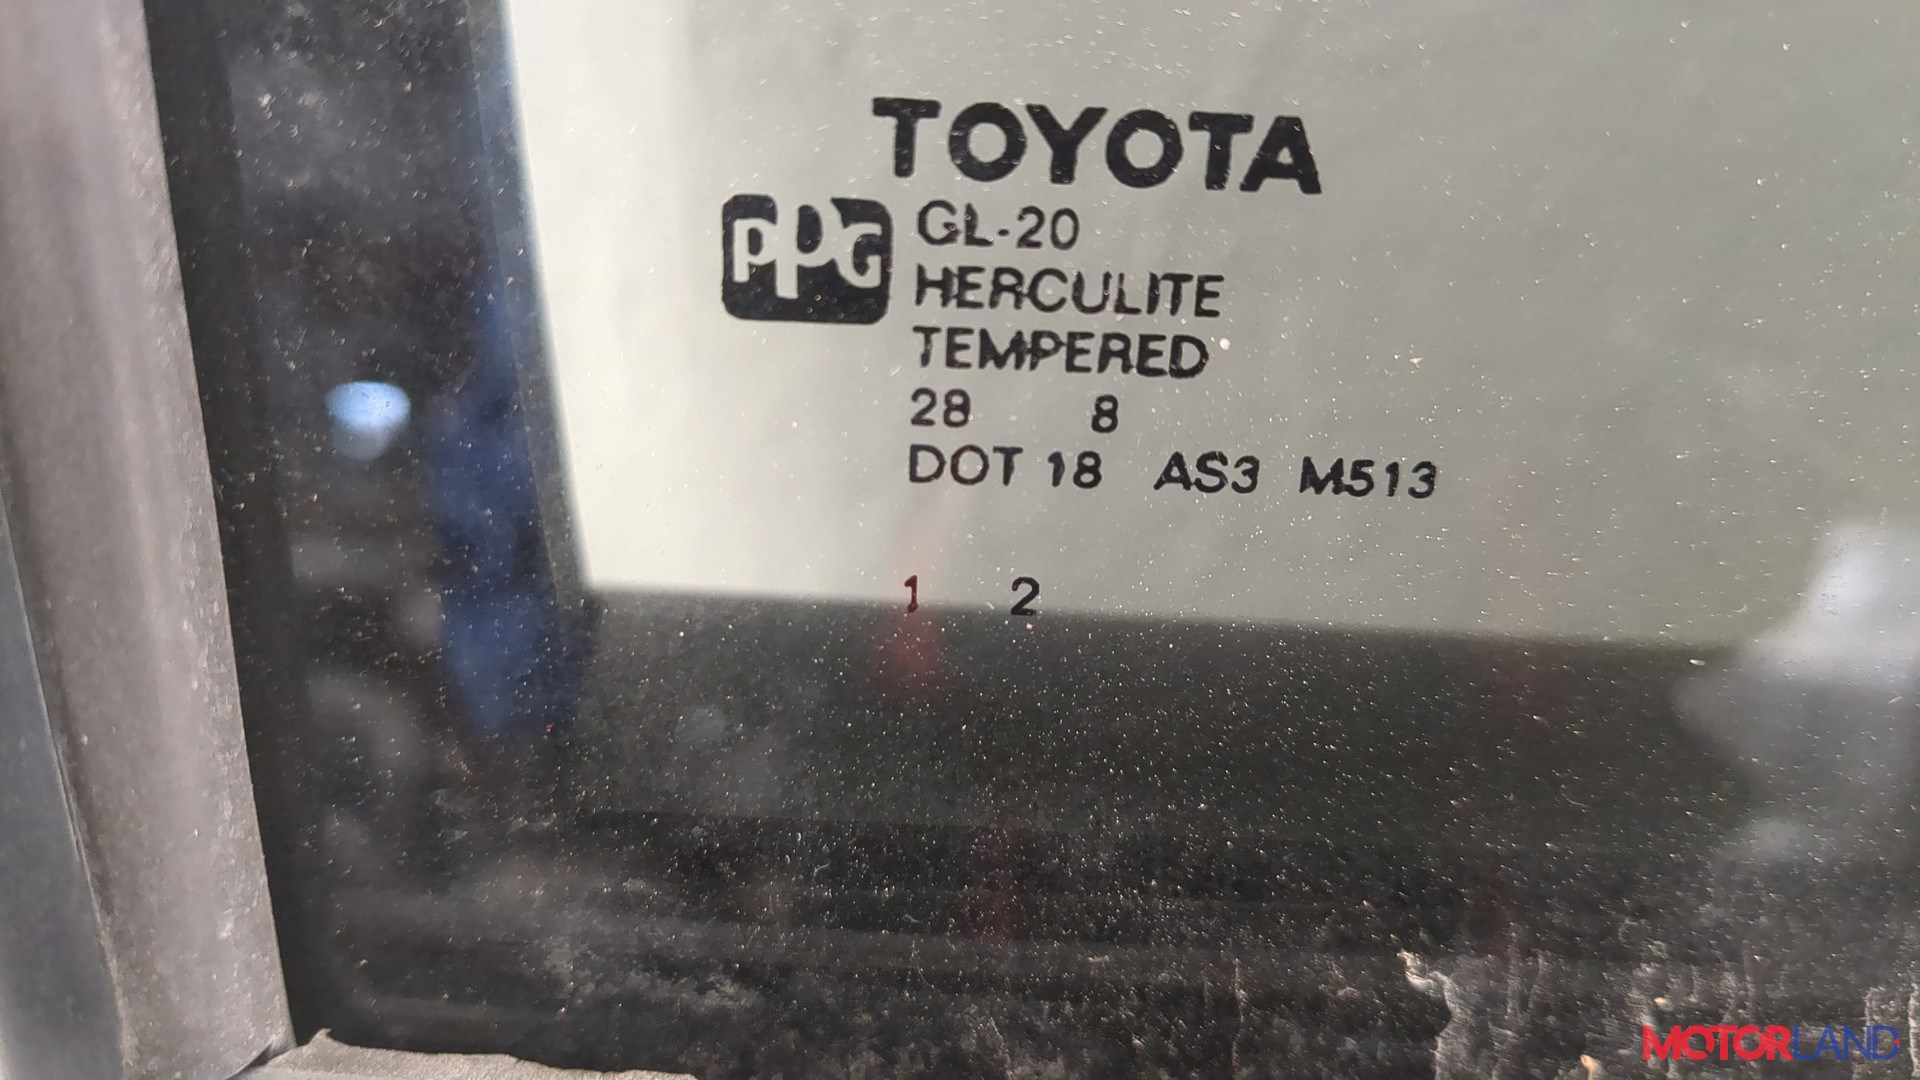 TOYOTA
PPG GL-20
HERCULITE
TEMPERED
28 8
DOT 18 AS3 M513
1 2
MOTORLAND